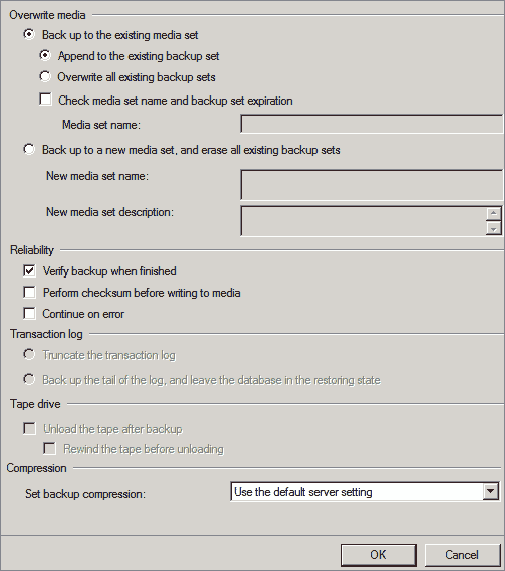 Overwrite media
Back up to the existing media set
Append to the existing backup set
Overwrite all existing backup sets
Check media set name and backup set expiration
Media set name:
Back up to a new media set, and erase all existing backup sets
New media set name:
New media set description:
Reliability
Verify backup when finished
Perform checksum before writing to media
Continue on error
Transaction log
Truncate the transaction log
Back up the tail of the log, and leave the database in the restoring state
Tape drive
Unload the tape after backup
Rewind the tape before unloading
Compression
Set backup compression: Use the default server setting
OK Cancel